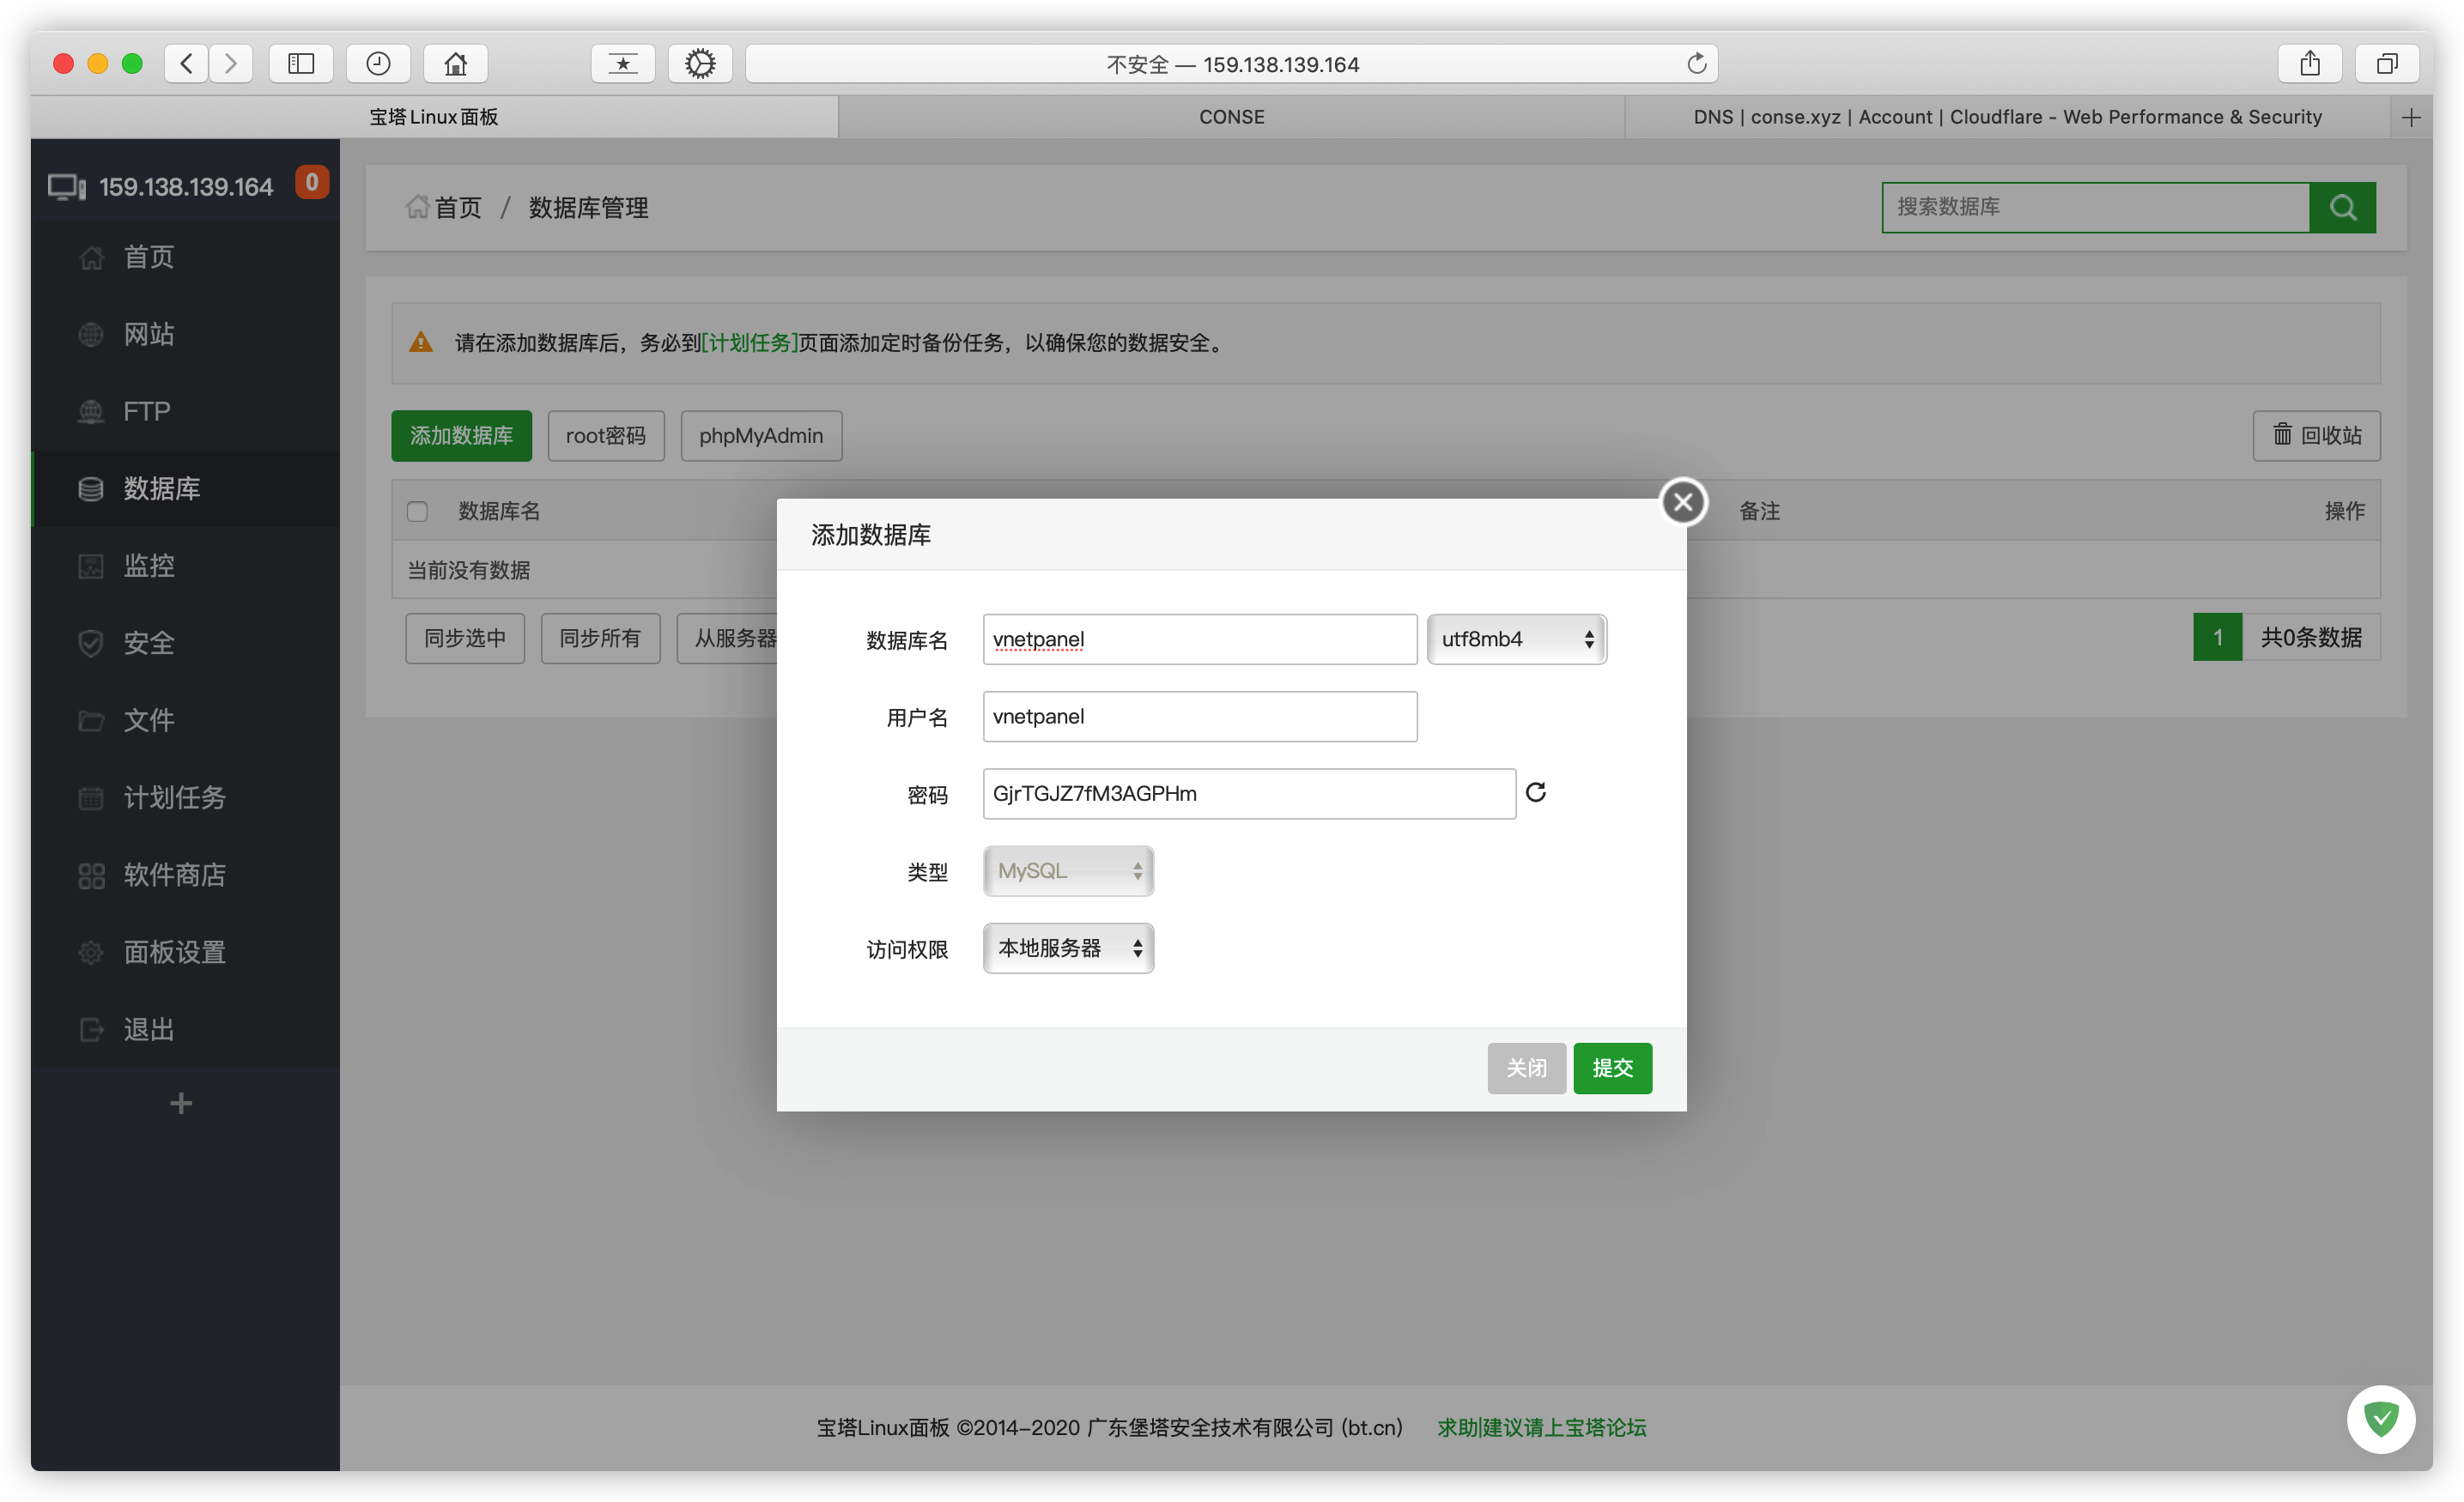 不安全 — 159.138.139.164
宝塔Linux面板
CONSE
DNS | conse.xyz | Account | Cloudflare - Web Performance & Security
159.138.139.164
0
首页
网站
FTP
数据库
监控
安全
文件
计划任务
软件商店
面板设置
退出
首页 / 数据库管理
搜索数据库
请在添加数据库后，务必到[计划任务]页面添加定时备份任务，以确保您的数据安全。
添加数据库
root密码
phpMyAdmin
回收站
数据库名
备注
操作
当前没有数据
同步选中
同步所有
从服务器
1
共0条数据
添加数据库
数据库名
vnetpanel
utf8mb4
用户名
vnetpanel
密码
GjrTGJZ7fM3AGPHm
类型
MySQL
访问权限
本地服务器
关闭
提交
宝塔Linux面板 ©2014-2020 广东堡塔安全技术有限公司 (bt.cn)
求助|建议请上宝塔论坛